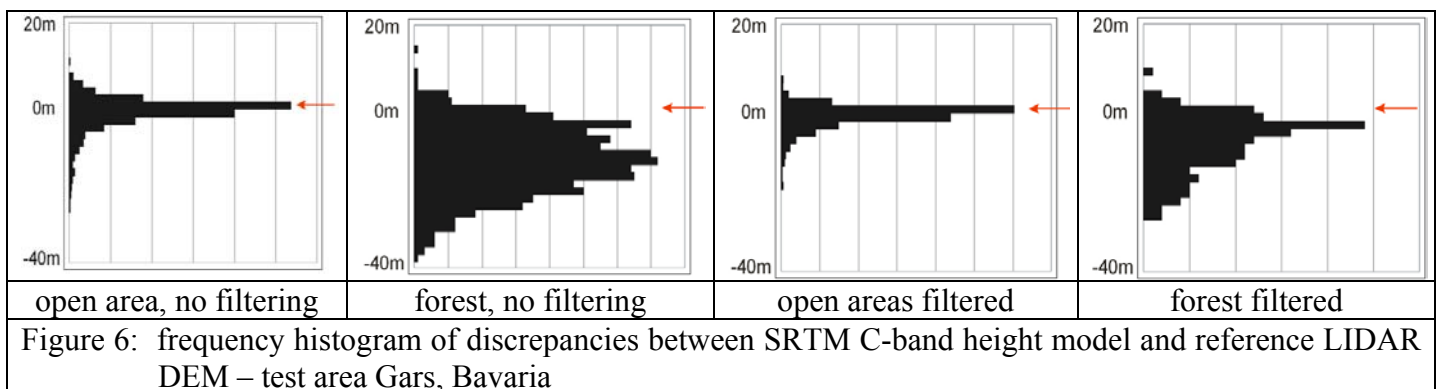 20m
0m
-40m
20m
0m
-40m
20m
0m
-40m
20m
0m
-40m
open area, no filtering
forest, no filtering
open areas filtered
forest filtered
Figure 6: frequency histogram of discrepancies between SRTM C-band height model and reference LIDAR
DEM – test area Gars, Bavaria